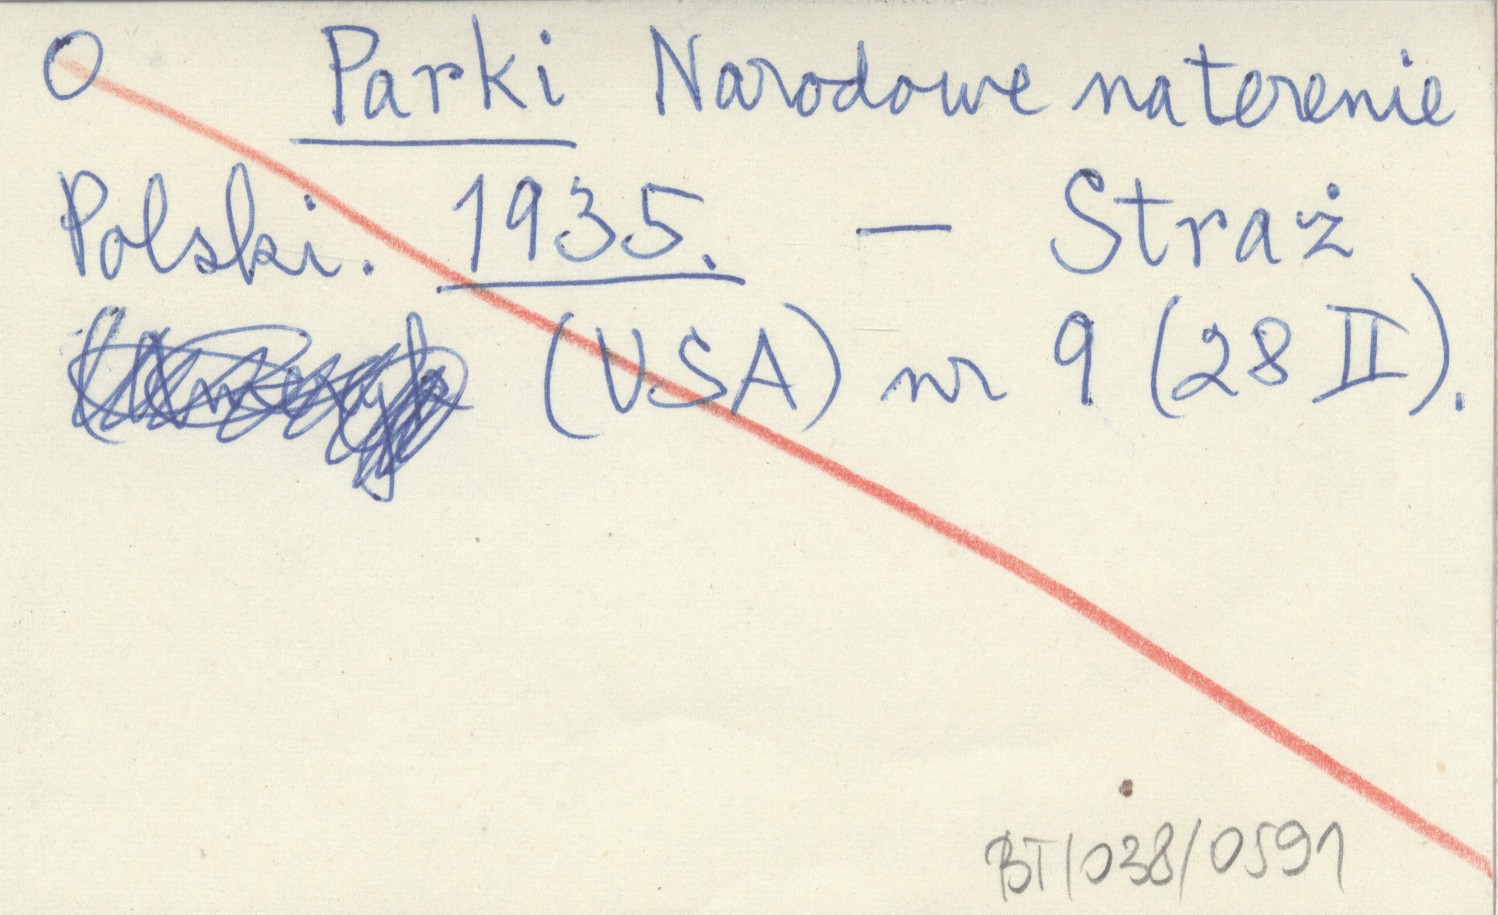 O Parki Narodowe na terenie
Polski. 1935. — Straż
(USA) nr 9 (28 II).
BT/038/0591